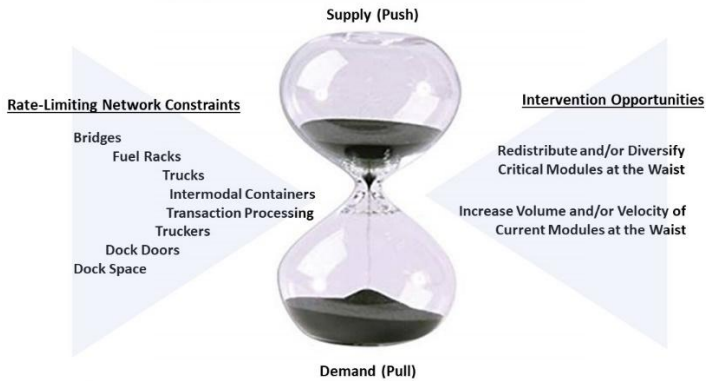 Supply (Push)
Rate-Limiting Network Constraints
Bridges
Fuel Racks
Trucks
Intermodal Containers
Transaction Processing
Truckers
Dock Doors
Dock Space
Intervention Opportunities
Redistribute and/or Diversify
Critical Modules at the Waist
Increase Volume and/or Velocity of
Current Modules at the Waist
Demand (Pull)